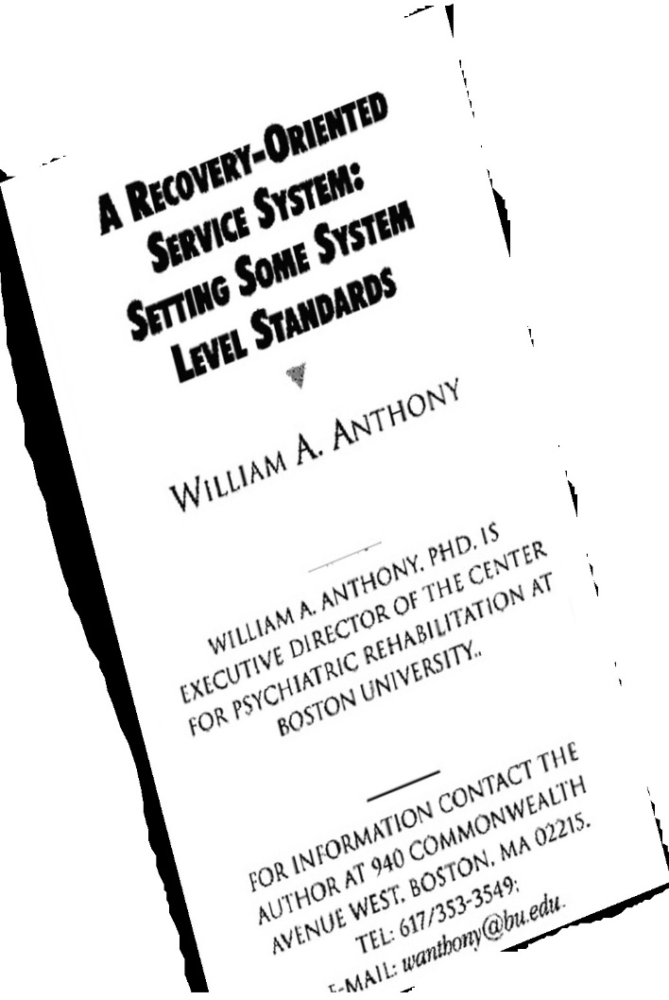 A RECOVERY-ORIENTED
SERVICE SYSTEM:
SETTING SOME SYSTEM
LEVEL STANDARDS
WILLIAM A. ANTHONY
WILLIAM A. ANTHONY, PHD, IS
EXECUTIVE DIRECTOR OF THE CENTER
FOR PSYCHIATRIC REHABILITATION AT
BOSTON UNIVERSITY..
FOR INFORMATION CONTACT THE
AUTHOR AT 940 COMMONWEALTH
AVENUE WEST, BOSTON, MA 02215.
TEL: 617/353-3549;
E-MAIL: wanthony@bu.edu.